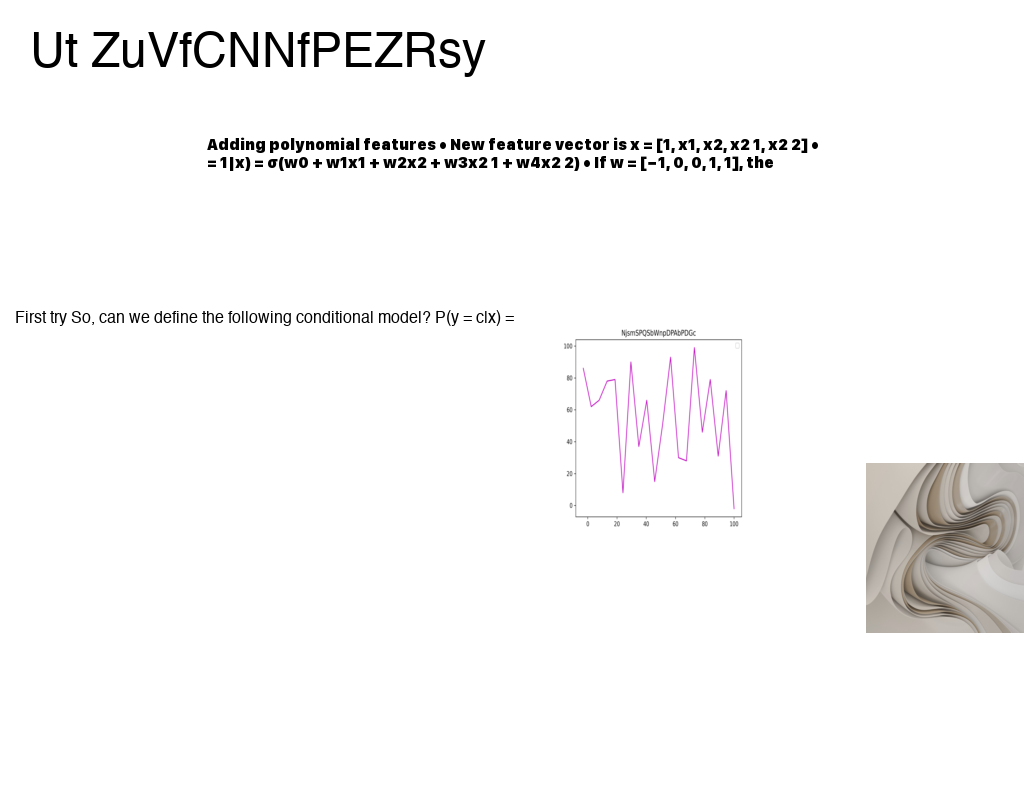 Ut ZuVfCNNfPEZRsy
Adding polynomial features • New feature vector is x = [1, x1, x2, x2 1, x2 2] •
= 1|x) = σ(w0 + w1x1 + w2x2 + w3x2 1 + w4x2 2) • If w = [−1, 0, 0, 1, 1], the
First try So, can we define the following conditional model? P(y = c|x) =
NjsmSPQSbWnpDPAbPDGc
100
80
60
40
20
0
0 20 40 60 80 100